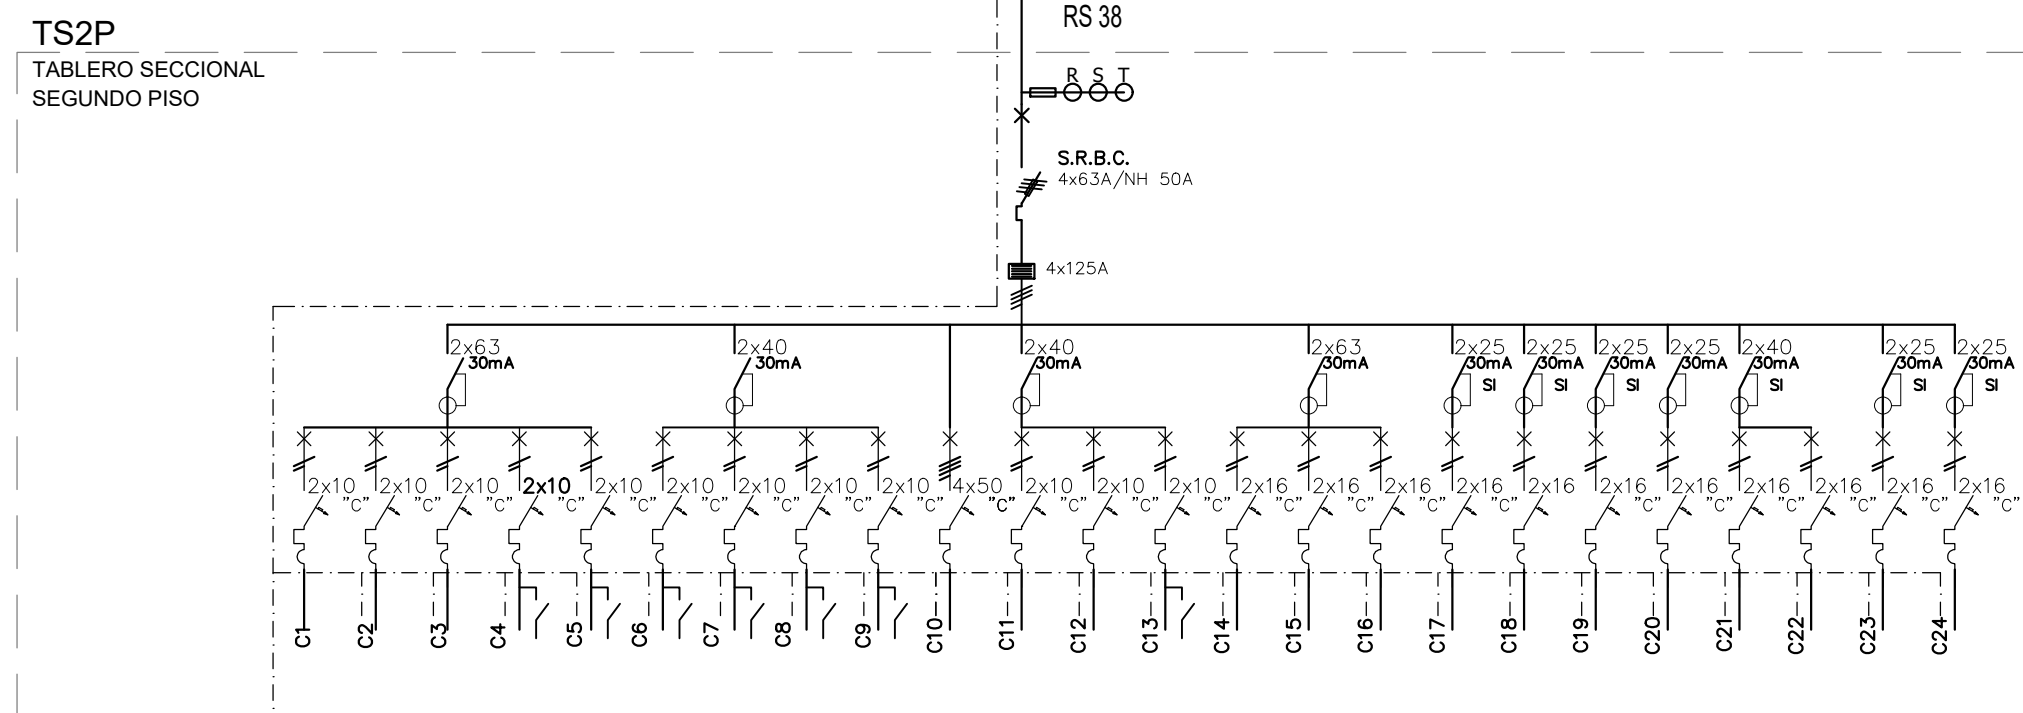 RS 38
TS2P
TABLERO SECCIONAL
SEGUNDO PISO
R S T
S.R.B.C.
4x63A/NH 50A
4x125A
2x63 2x40 2x40 2x63 2x25 2x25 2x25 2x25 2x40 2x25 2x25
30mA 30mA 30mA 30mA 30mA 30mA 30mA 30mA 30mA 30mA 30mA
SI SI SI SI SI SI
2x10 2x10 2x10 2x10 2x10 2x10 2x10 2x10 2x10 4x50 2x10 2x10 2x10 2x16 2x16 2x16 2x16 2x16 2x16 2x16 2x16 2x16 2x16 2x16
"C" "C" "C" "C" "C" "C" "C" "C" "C" "C" "C" "C" "C" "C" "C" "C" "C" "C" "C" "C" "C" "C" "C"
C1 C2 C3 C4 C5 C6 C7 C8 C9 C10 C11 C12 C13 C14 C15 C16 C17 C18 C19 C20 C21 C22 C23 C24